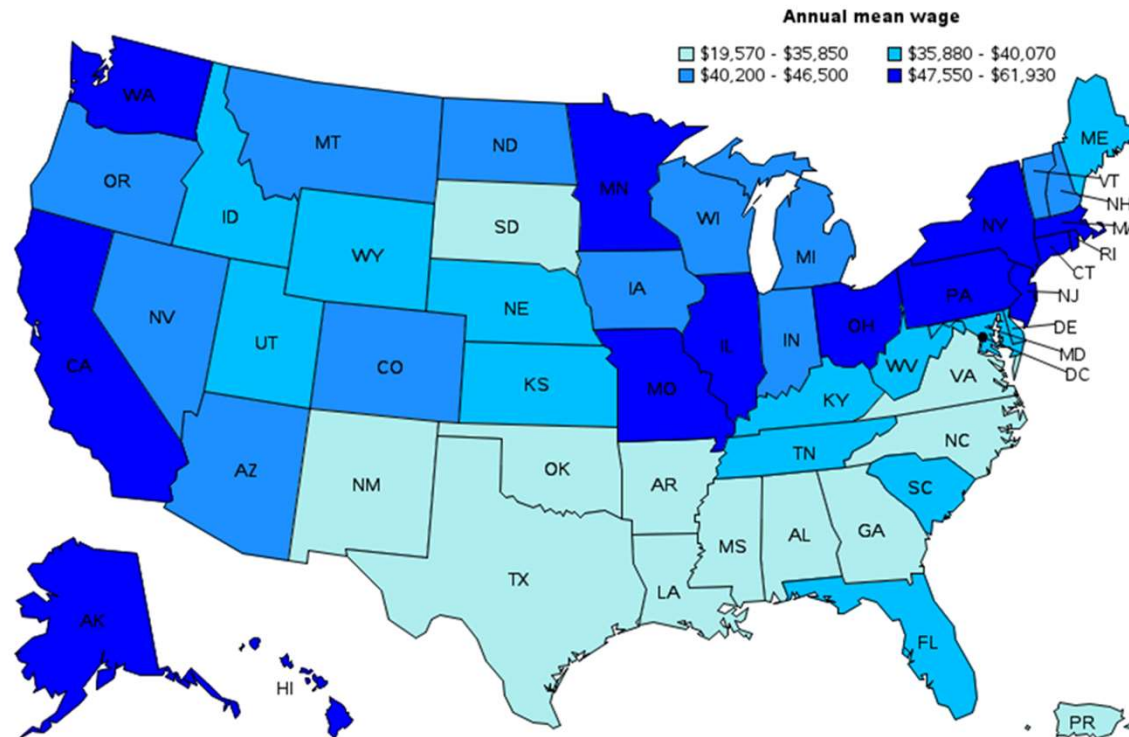 Annual mean wage
$19,570 - $35,850
$35,880 - $40,070
$40,200 - $46,500
$47,550 - $61,930
WA
MT
ND
MN
ME
VT
NH
OR
ID
SD
WI
NY
MA
RI
CT
WY
MI
IA
PA
NJ
NE
NV
UT
OH
DE
IL
IN
MD
CA
CO
WV
DC
VA
KS
MO
KY
NC
TN
AZ
OK
NM
AR
SC
MS
AL
GA
TX
LA
AK
FL
HI
PR